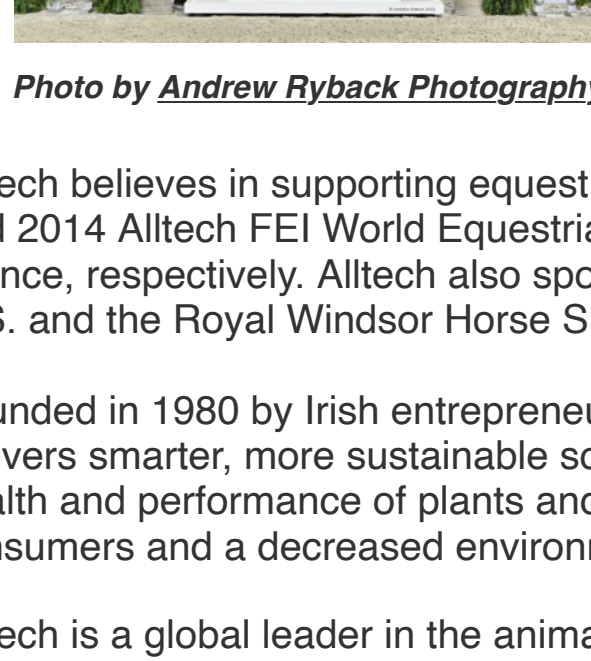 Photo by Andrew Ryback Photography
ech believes in supporting equest
2014 Alltech FEI World Equestria
nce, respectively. Alltech also spo
S. and the Royal Windsor Horse S
unded in 1980 by Irish entrepreneu
vers smarter, more sustainable so
alth and performance of plants and
nsumers and a decreased environ
ech is a global leader in the anima